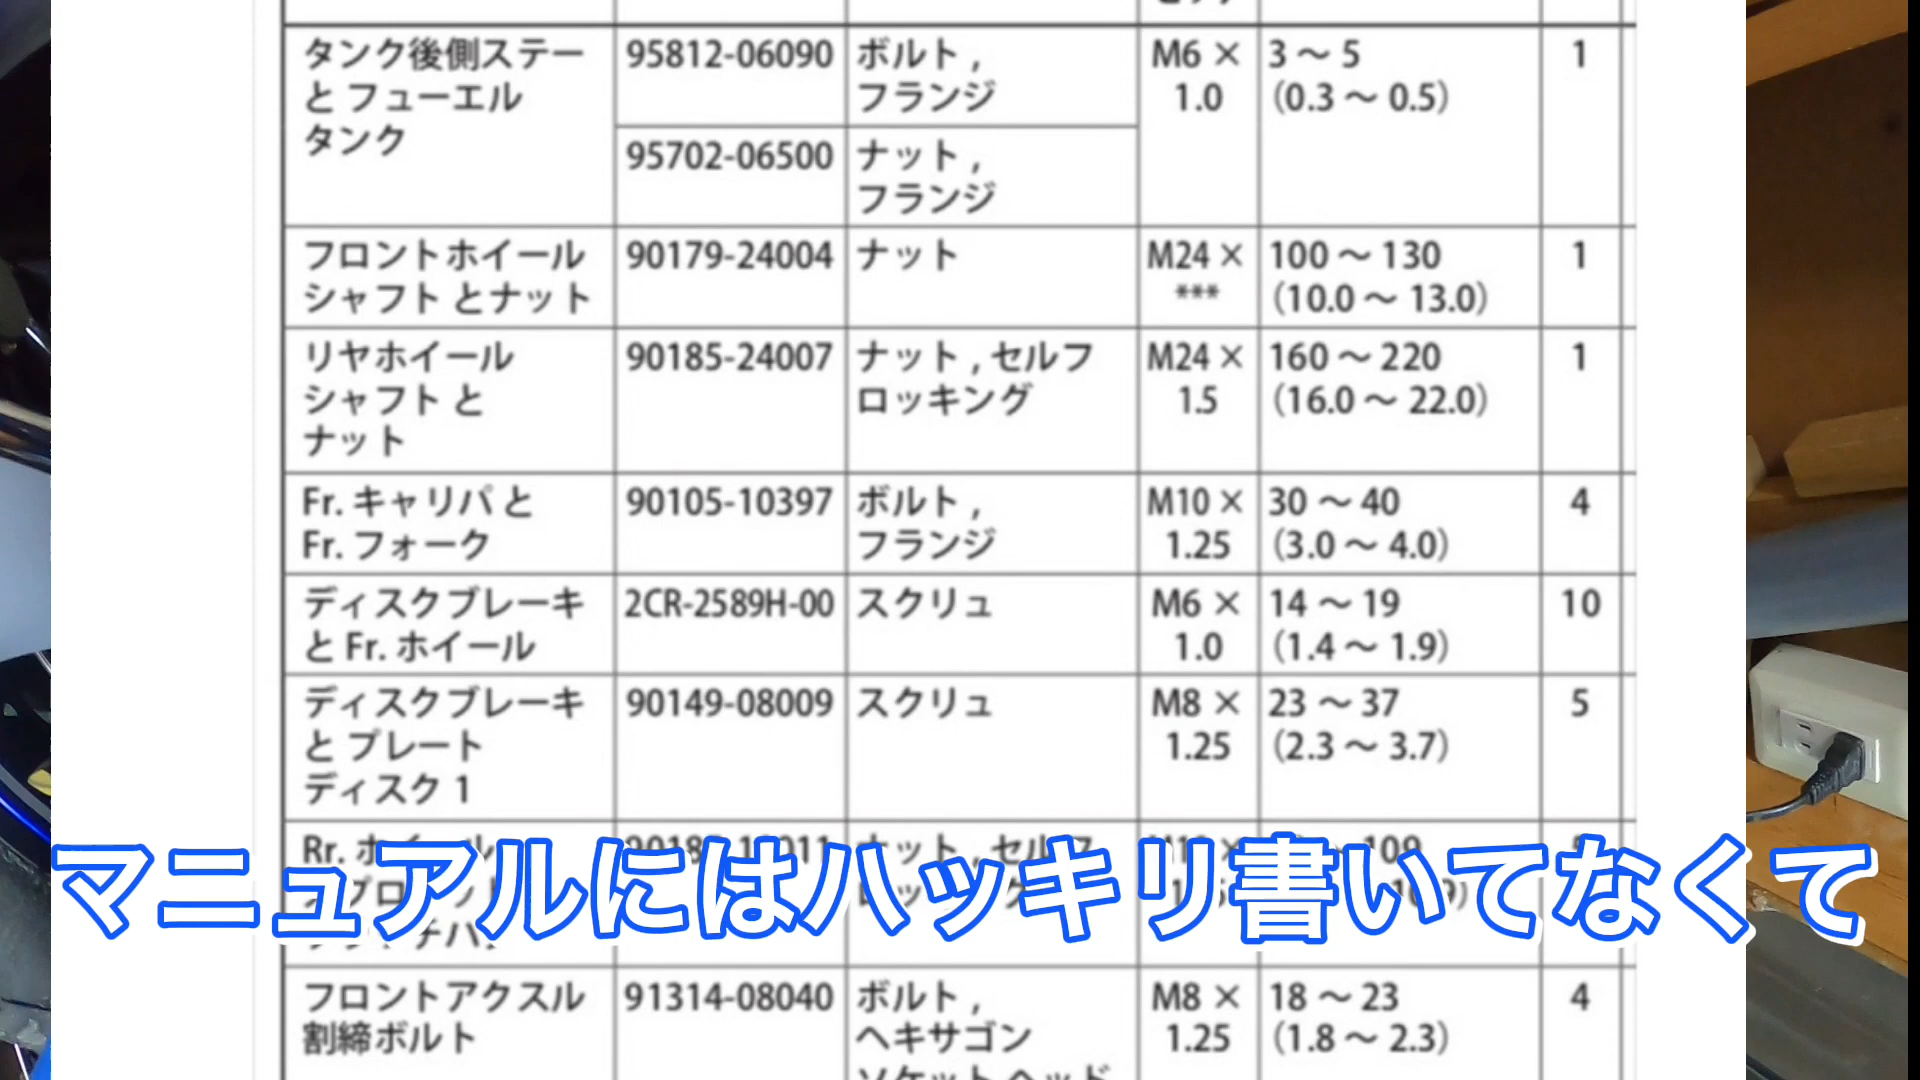 タンク後側ステー
と フューエル
タンク
95812-06090
ボルト ,
フランジ
M6 ×
1.0
3 ～ 5
（0.3 ～ 0.5）
1
95702-06500
ナット ,
フランジ
フロントホイール
シャフト とナット
90179-24004
ナット
M24 ×
***
100 ～ 130
（10.0 ～ 13.0）
1
リヤホイール
シャフト と
ナット
90185-24007
ナット , セルフ
ロッキング
M24 ×
1.5
160 ～ 220
（16.0 ～ 22.0）
1
Fr. キャリパ と
Fr. フォーク
90105-10397
ボルト ,
フランジ
M10 ×
1.25
30 ～ 40
（3.0 ～ 4.0）
4
ディスクブレーキ
と Fr. ホイール
2CR-2589H-00
スクリュ
M6 ×
1.0
14 ～ 19
（1.4 ～ 1.9）
10
ディスクブレーキ
と プレート
ディスク 1
90149-08009
スクリュ
M8 ×
1.25
23 ～ 37
（2.3 ～ 3.7）
5
Rr.
マニュアルにはハッキリ書いてなくて
フロントアクスル
割締ボルト
91314-08040
ボルト ,
ヘキサゴン
ソケット ヘッド
M8 ×
1.25
18 ～ 23
（1.8 ～ 2.3）
4